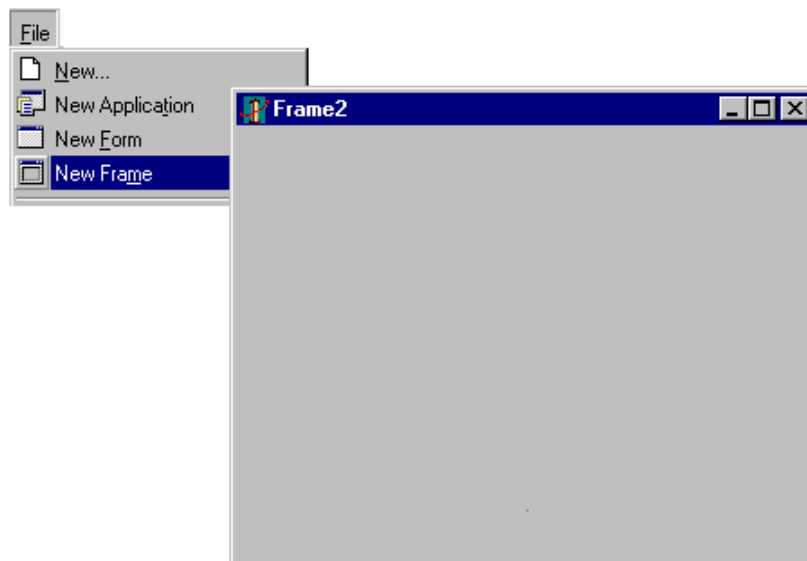 File
New...
New Application
New Form
New Frame
Frame2